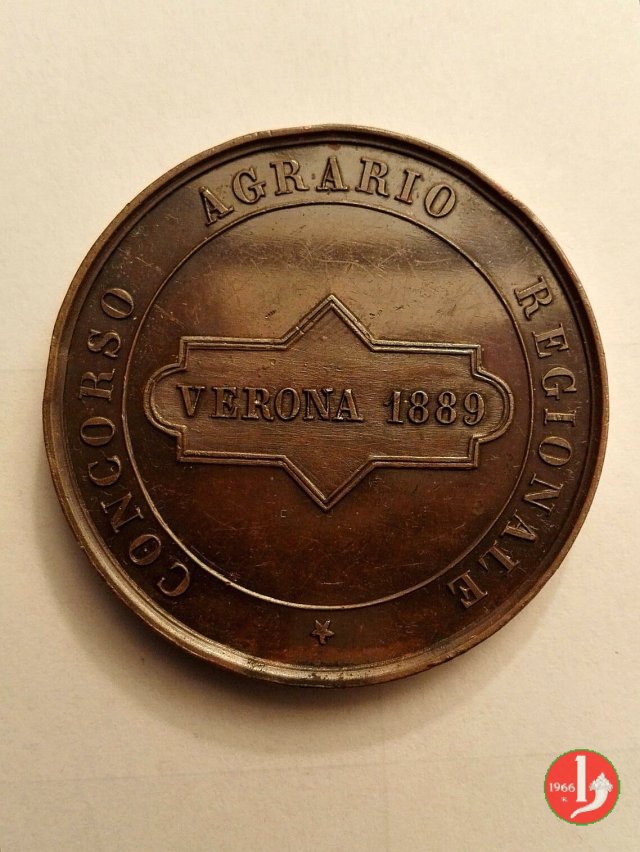 CONCORSO AGRARIO REGIONALE
VERONA 1889
1966